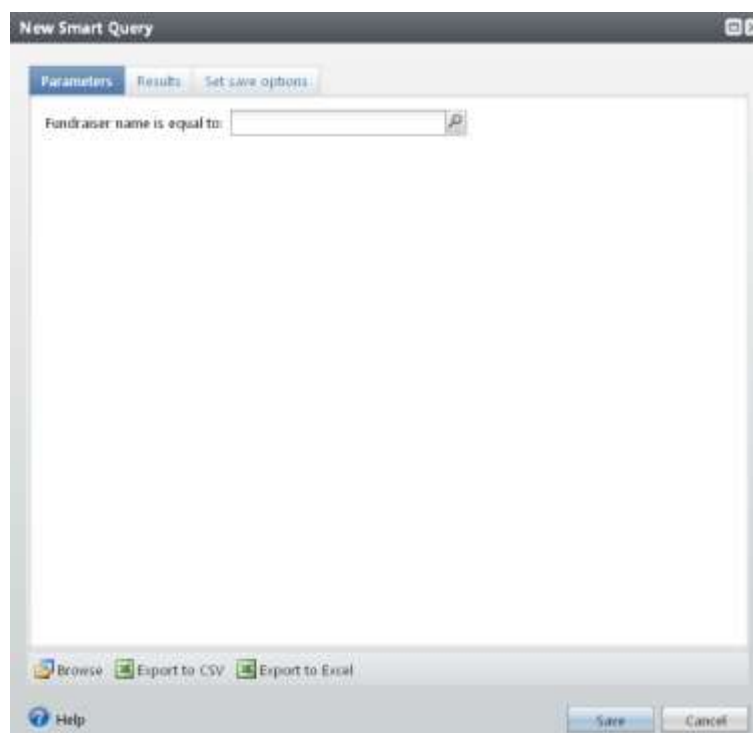 New Smart Query
Parameters Results Set save options
Fundraiser name is equal to:
Browse Export to CSV Export to Excel
Help Save Cancel